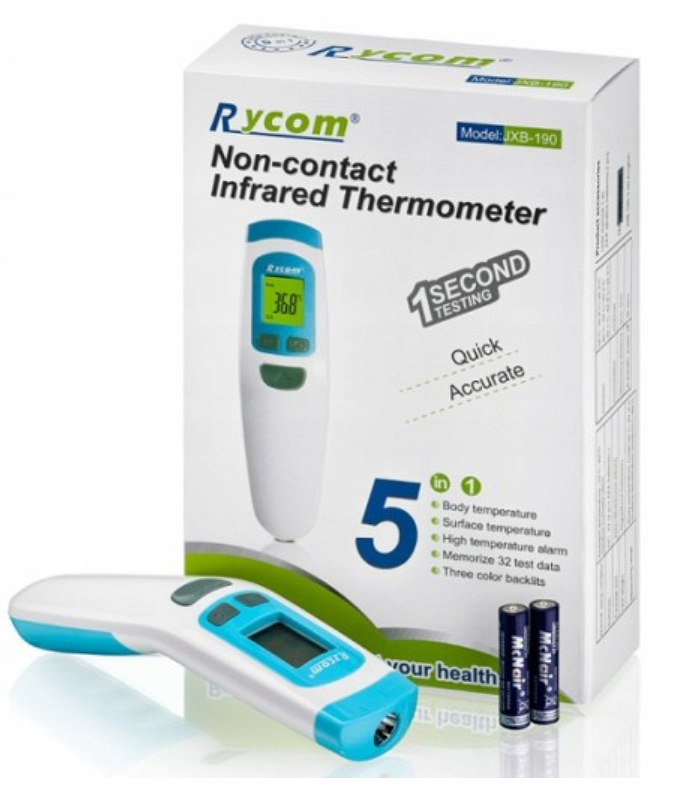 Rycom®
Model: JXB-190
Rycom®
Model:JXB-190
Non-contact
Infrared Thermometer
Rycom
36.8
1 SECOND
TESTING
Quick
Accurate
5 in 1
Body temperature
Surface temperature
High temperature alarm
Memorize 32 test data
Three color backlits
Product accessories
your health
Rycom®
McNair
McNair